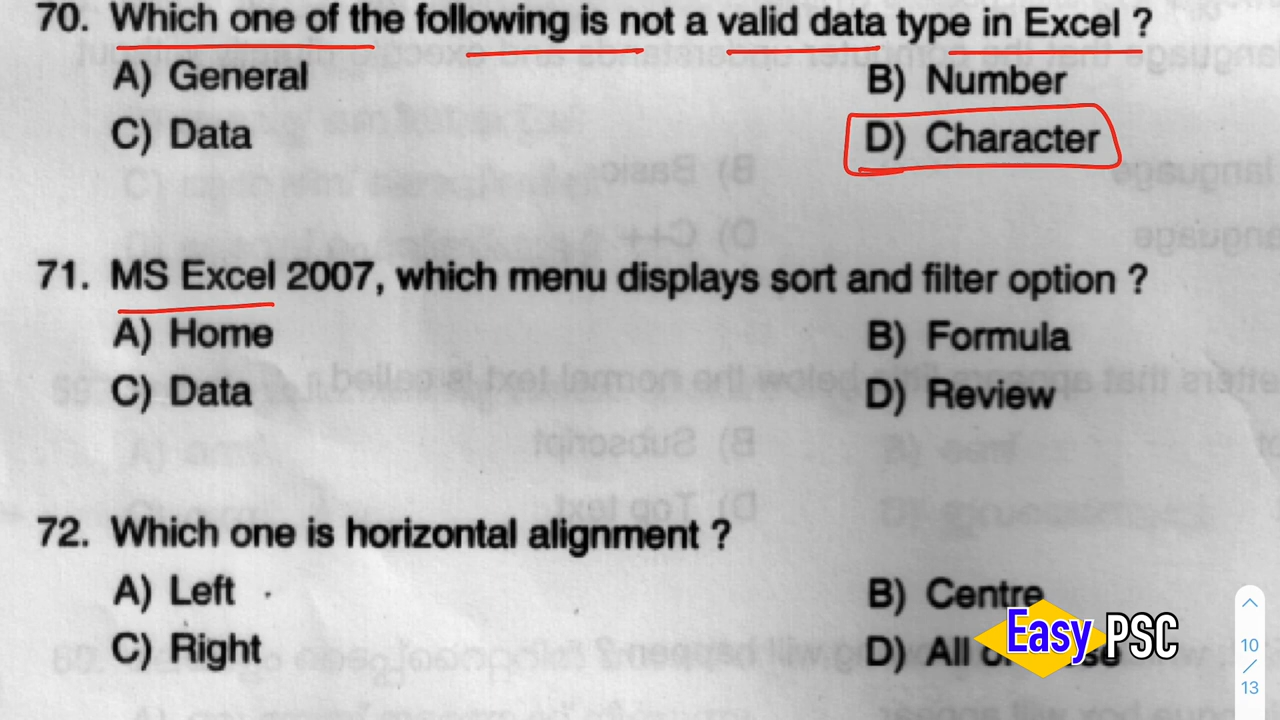 70. Which one of the following is not a valid data type in Excel ?
A) General B) Number
C) Data D) Character
71. MS Excel 2007, which menu displays sort and filter option ?
A) Home B) Formula
C) Data D) Review
72. Which one is horizontal alignment ?
A) Left B) Centre
C) Right D) All
Easy PSC
10
/
13